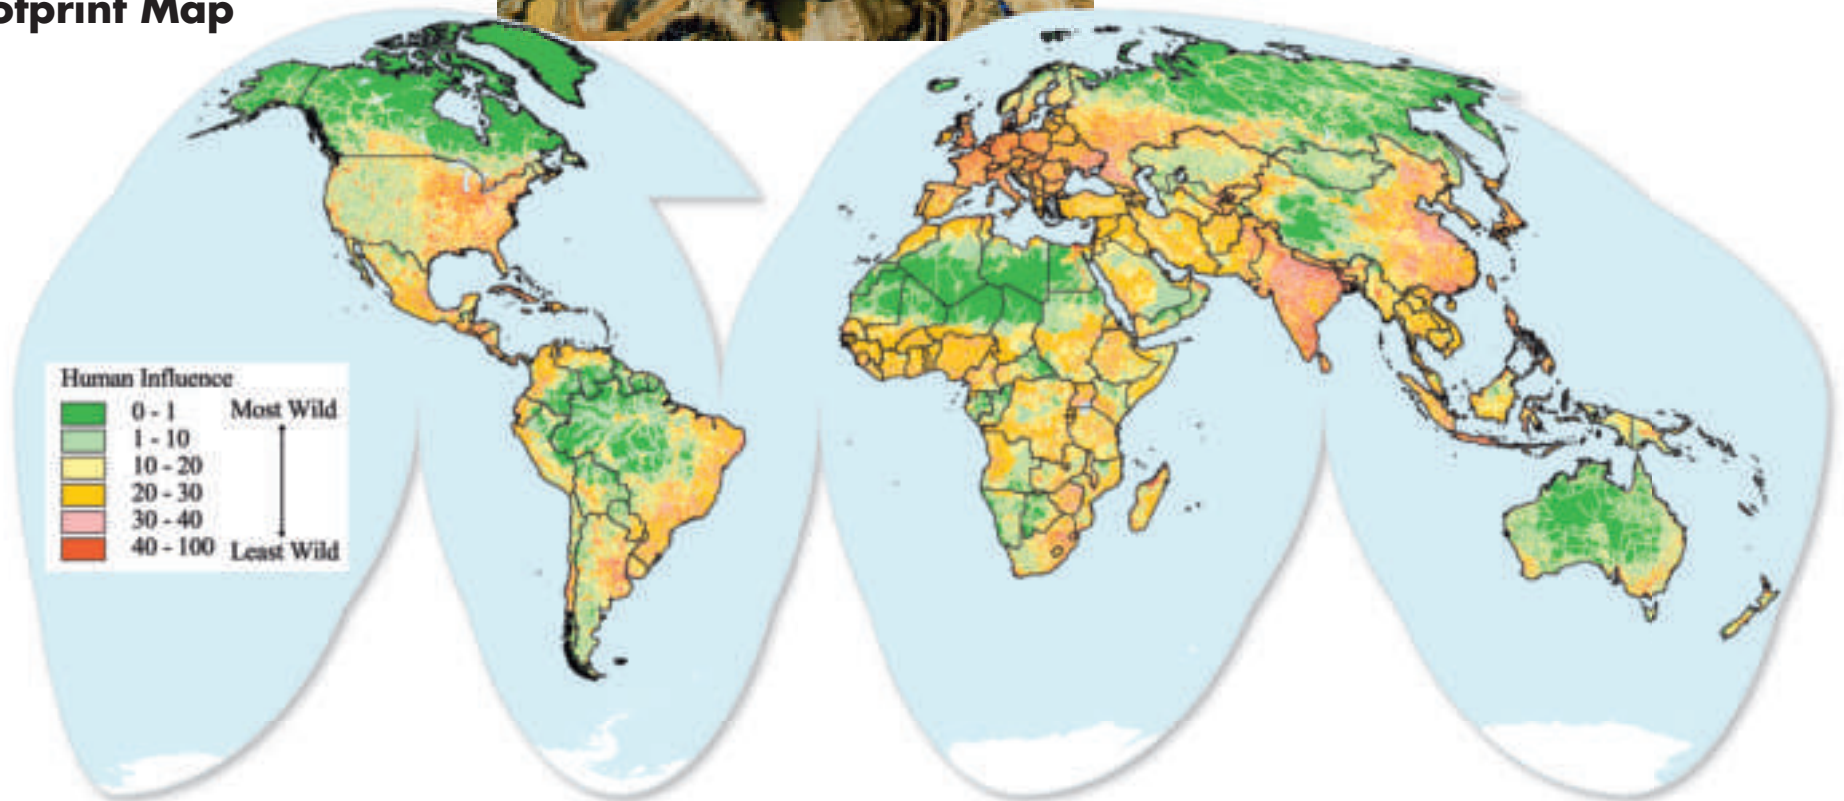 otprint Map
Human Influence
0 - 1 Most Wild
1 - 10
10 - 20
20 - 30
30 - 40
40 - 100 Least Wild